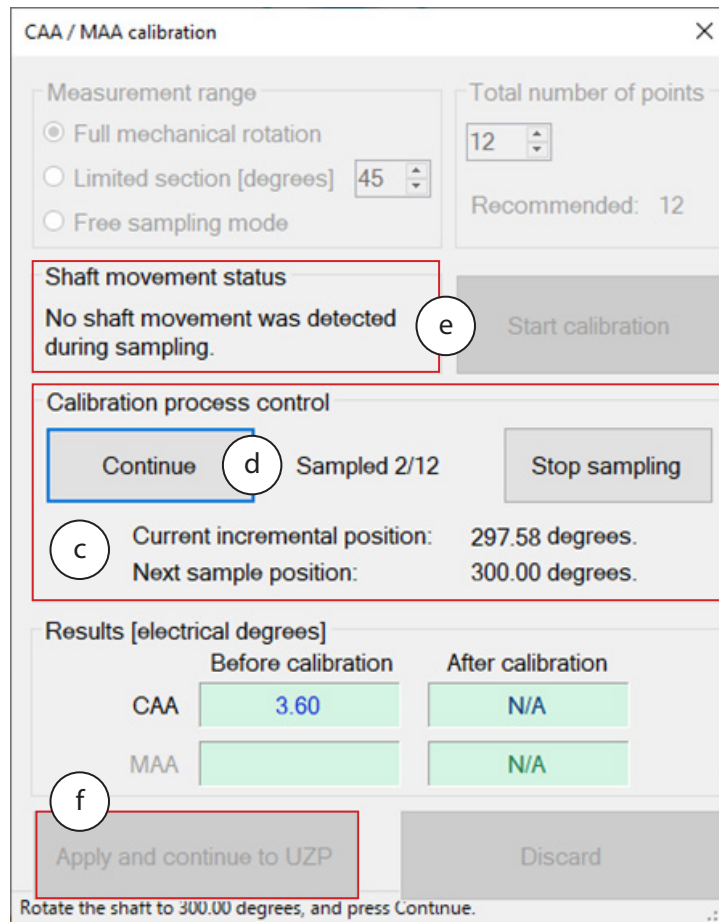 CAA / MAA calibration
Measurement range
Full mechanical rotation
Limited section [degrees] 45
Free sampling mode
Total number of points
12
Recommended: 12
Shaft movement status
No shaft movement was detected
during sampling.
e
Start calibration
Calibration process control
Continue
d
Sampled 2/12
Stop sampling
c
Current incremental position: 297.58 degrees.
Next sample position: 300.00 degrees.
Results [electrical degrees]
Before calibration After calibration
CAA 3.60 N/A
MAA N/A
f
Apply and continue to UZP
Discard
Rotate the shaft to 300.00 degrees, and press Continue.